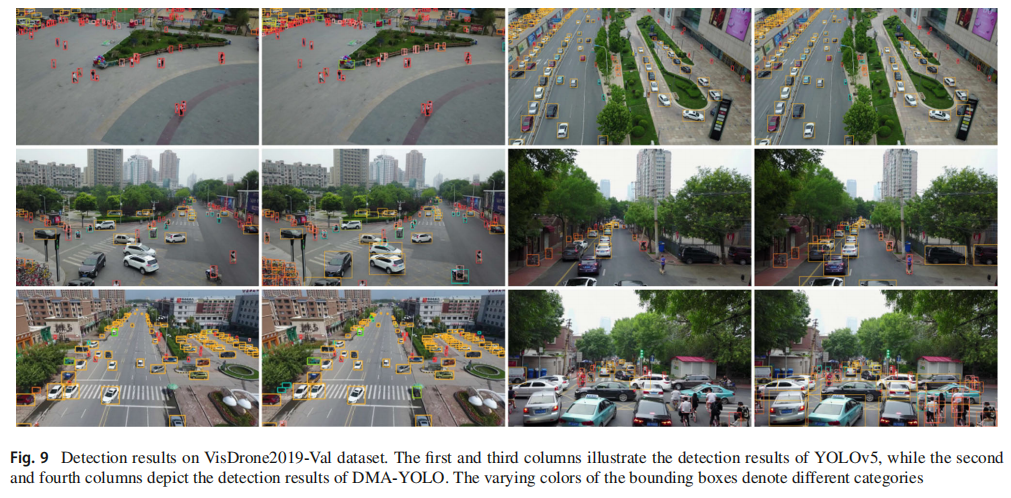 Fig. 9 Detection results on VisDrone2019-Val dataset. The first and third columns illustrate the detection results of YOLOv5, while the second
and fourth columns depict the detection results of DMA-YOLO. The varying colors of the bounding boxes denote different categories